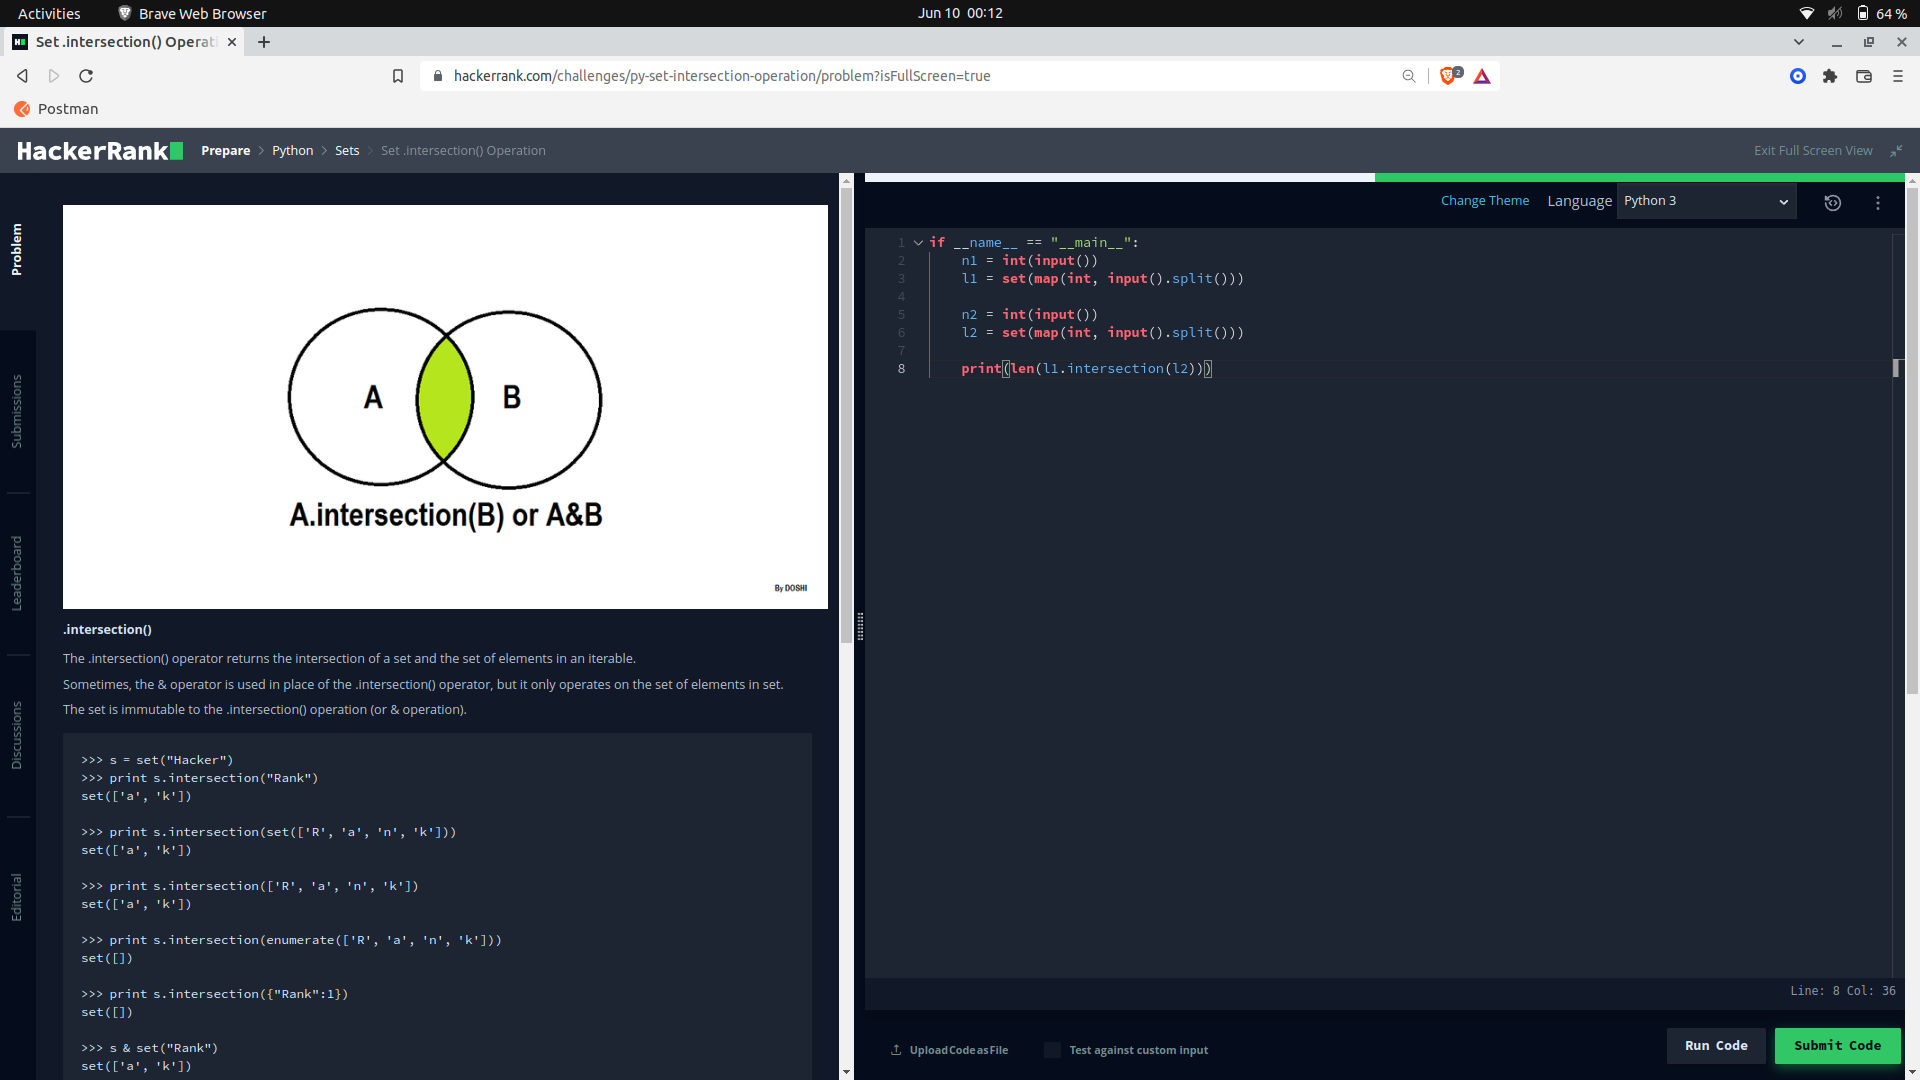 Activities
Brave Web Browser
Jun 10 00:12
64 %
Set .intersection() Operati
hackerrank.com/challenges/py-set-intersection-operation/problem?isFullScreen=true
2
Postman
HackerRank
Prepare > Python > Sets > Set .intersection() Operation
Exit Full Screen View
Problem
Submissions
Leaderboard
Discussions
Editorial
A
B
A.intersection(B) or A&B
By DOSHI
.intersection()
The .intersection() operator returns the intersection of a set and the set of elements in an iterable.
Sometimes, the & operator is used in place of the .intersection() operator, but it only operates on the set of elements in set.
The set is immutable to the .intersection() operation (or & operation).
>>> s = set("Hacker")
>>> print s.intersection("Rank")
set(['a', 'k'])
>>> print s.intersection(set(['R', 'a', 'n', 'k']))
set(['a', 'k'])
>>> print s.intersection(['R', 'a', 'n', 'k'])
set(['a', 'k'])
>>> print s.intersection(enumerate(['R', 'a', 'n', 'k']))
set([])
>>> print s.intersection({"Rank":1})
set([])
>>> s & set("Rank")
set(['a', 'k'])
Change Theme
Language
Python 3
1 if __name__ == "__main__":
2 n1 = int(input())
3 l1 = set(map(int, input().split()))
4
5 n2 = int(input())
6 l2 = set(map(int, input().split()))
7
8 print(len(l1.intersection(l2)))
Line: 8 Col: 36
Upload Code as File
Test against custom input
Run Code
Submit Code